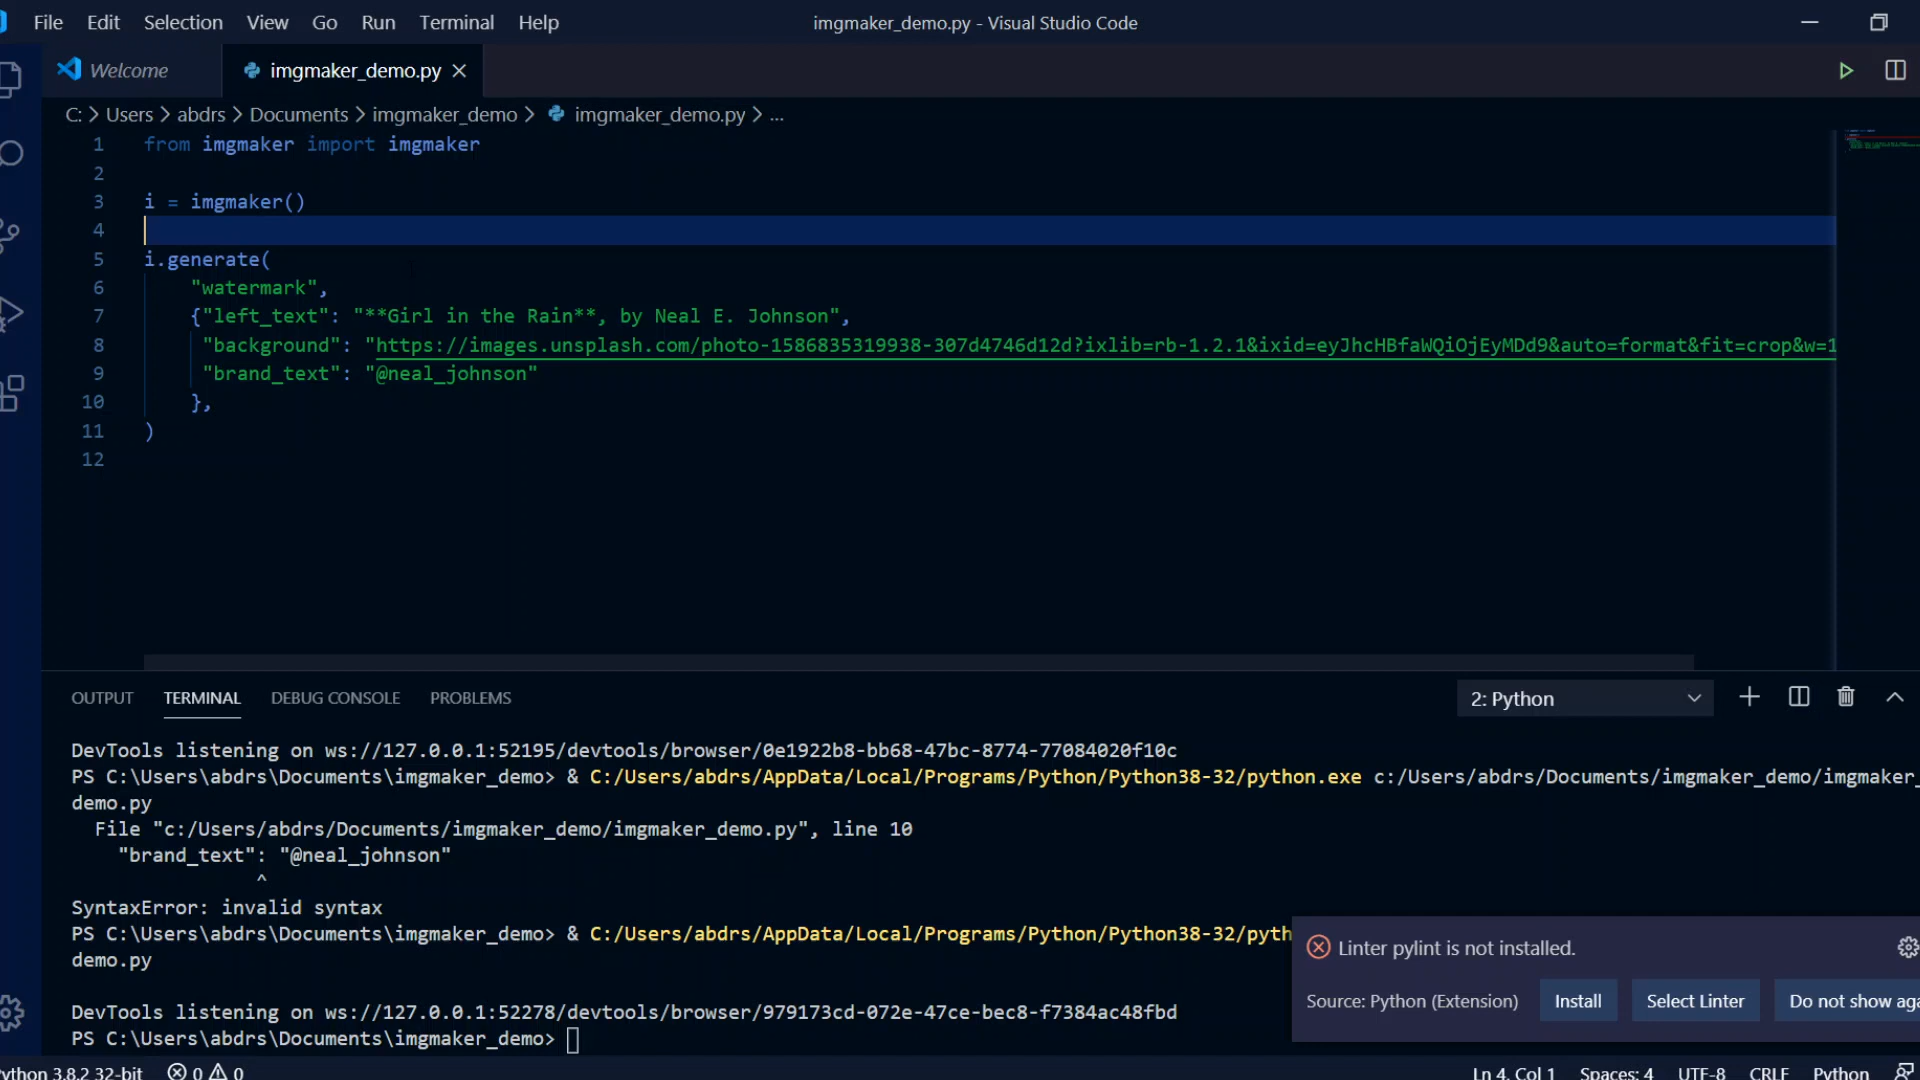 File Edit Selection View Go Run Terminal Help imgmaker_demo.py - Visual Studio Code
Welcome imgmaker_demo.py
C: > Users > abdrs > Documents > imgmaker_demo > imgmaker_demo.py > ...
1 from imgmaker import imgmaker
2
3 i = imgmaker()
4
5 i.generate(
6 "watermark",
7 {"left_text": "**Girl in the Rain**, by Neal E. Johnson",
8 "background": "https://images.unsplash.com/photo-1586835319938-307d4746d12d?ixlib=rb-1.2.1&ixid=eyJhcHBfaWQiOjEyMDd9&auto=format&fit=crop&w=1
9 "brand_text": "@neal_johnson"
10 },
11 )
12
OUTPUT TERMINAL DEBUG CONSOLE PROBLEMS 2: Python
DevTools listening on ws://127.0.0.1:52195/devtools/browser/0e1922b8-bb68-47bc-8774-77084020f10c
PS C:\Users\abdrs\Documents\imgmaker_demo> & C:/Users/abdrs/AppData/Local/Programs/Python/Python38-32/python.exe c:/Users/abdrs/Documents/imgmaker_demo/imgmaker_
demo.py
File "c:/Users/abdrs/Documents/imgmaker_demo/imgmaker_demo.py", line 10
"brand_text": "@neal_johnson"
^
SyntaxError: invalid syntax
PS C:\Users\abdrs\Documents\imgmaker_demo> & C:/Users/abdrs/AppData/Local/Programs/Python/Python38-32/pyth
demo.py
Linter pylint is not installed.
Source: Python (Extension) Install Select Linter Do not show aga
DevTools listening on ws://127.0.0.1:52278/devtools/browser/979173cd-072e-47ce-bec8-f7384ac48fbd
PS C:\Users\abdrs\Documents\imgmaker_demo>
ython 3.8.2 32-bit 0 0 Ln 4, Col 1 Spaces: 4 UTF-8 CRLF Python